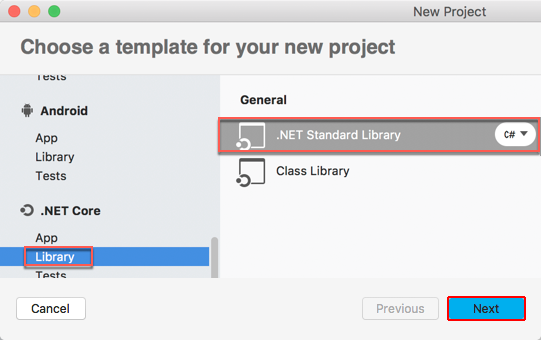 New Project
Choose a template for your new project
Tests
Android
App
Library
Tests
.NET Core
App
Library
Tests
General
.NET Standard Library
C#
Class Library
Cancel
Previous
Next